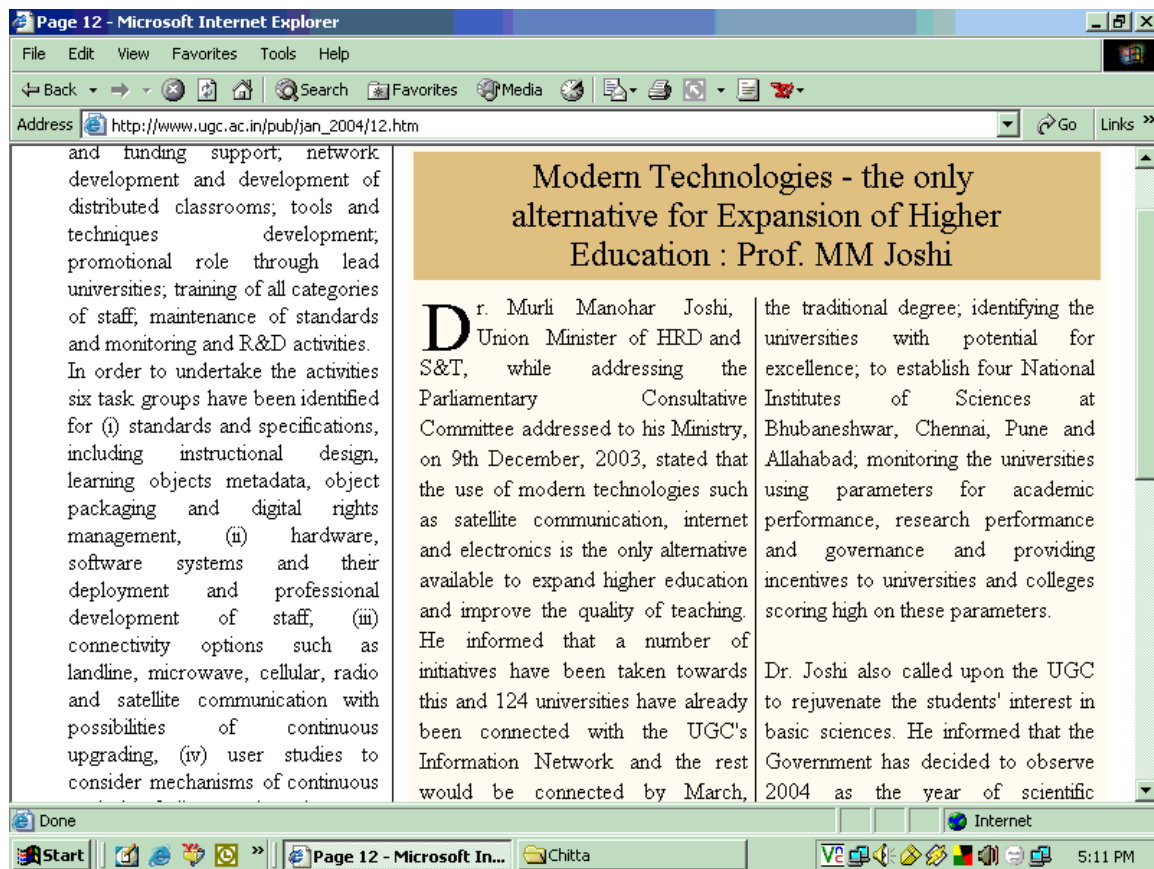 Page 12 - Microsoft Internet Explorer
File Edit View Favorites Tools Help
Back Search Favorites Media
Address http://www.ugc.ac.in/pub/jan_2004/12.htm Go Links »
and funding support; network
development and development of
distributed classrooms; tools and
techniques development;
promotional role through lead
universities; training of all categories
of staff; maintenance of standards
and monitoring and R&D activities.
In order to undertake the activities
six task groups have been identified
for (i) standards and specifications,
including instructional design,
learning objects metadata, object
packaging and digital rights
management, (ii) hardware,
software systems and their
deployment and professional
development of staff, (iii)
connectivity options such as
landline, microwave, cellular, radio
and satellite communication with
possibilities of continuous
upgrading, (iv) user studies to
consider mechanisms of continuous
Modern Technologies - the only
alternative for Expansion of Higher
Education : Prof. MM Joshi
Dr. Murli Manohar Joshi,
Union Minister of HRD and
S&T, while addressing the
Parliamentary Consultative
Committee addressed to his Ministry,
on 9th December, 2003, stated that
the use of modern technologies such
as satellite communication, internet
and electronics is the only alternative
available to expand higher education
and improve the quality of teaching.
He informed that a number of
initiatives have been taken towards
this and 124 universities have already
been connected with the UGC's
Information Network and the rest
would be connected by March,
the traditional degree; identifying the
universities with potential for
excellence; to establish four National
Institutes of Sciences at
Bhubaneshwar, Chennai, Pune and
Allahabad; monitoring the universities
using parameters for academic
performance, research performance
and governance and providing
incentives to universities and colleges
scoring high on these parameters.
Dr. Joshi also called upon the UGC
to rejuvenate the students' interest in
basic sciences. He informed that the
Government has decided to observe
2004 as the year of scientific
Done Internet
Start » Page 12 - Microsoft In... Chitta 5:11 PM